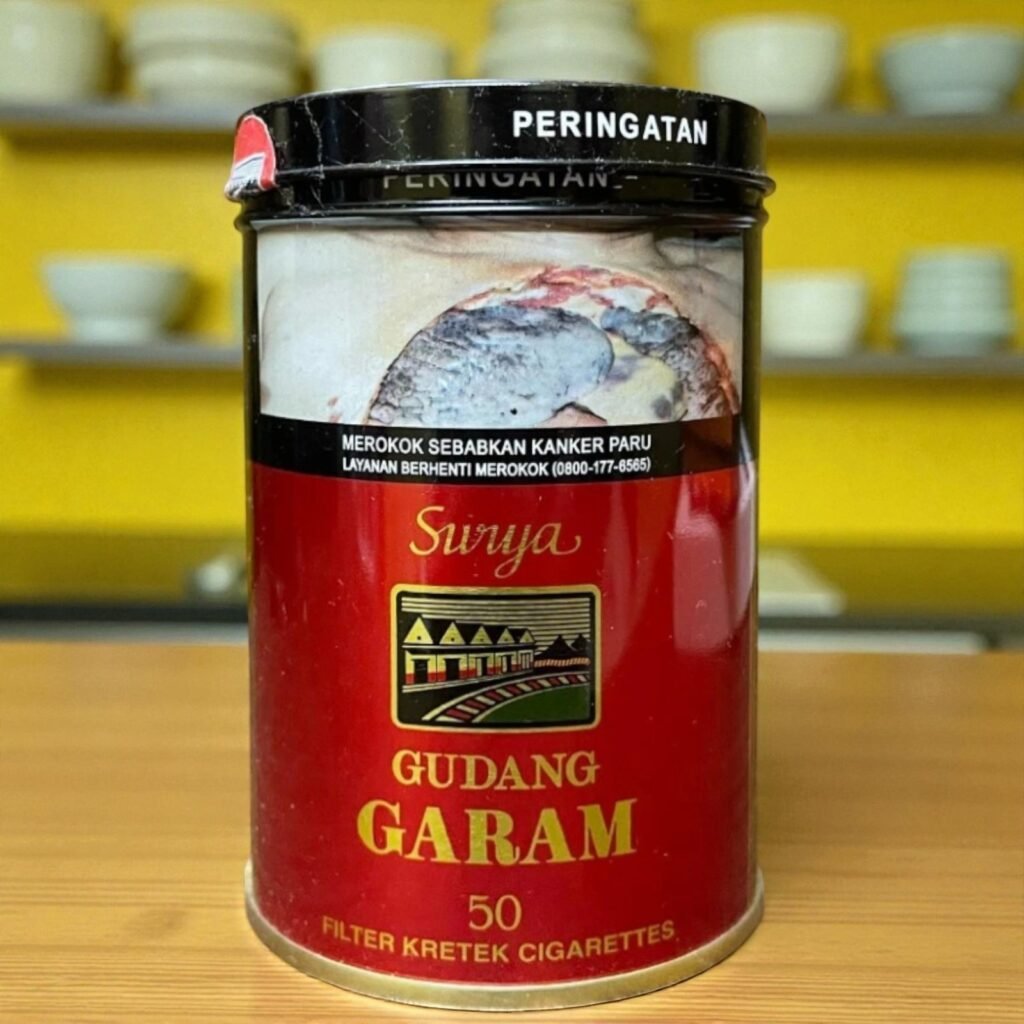 PERINGATAN
PERINGATAN
MEROKOK SEBABKAN KANKER PARU
LAYANAN BERHENTI MEROKOK (0800-177-6565)
Surya
GUDANG
GARAM
50
FILTER KRETEK CIGARETTES